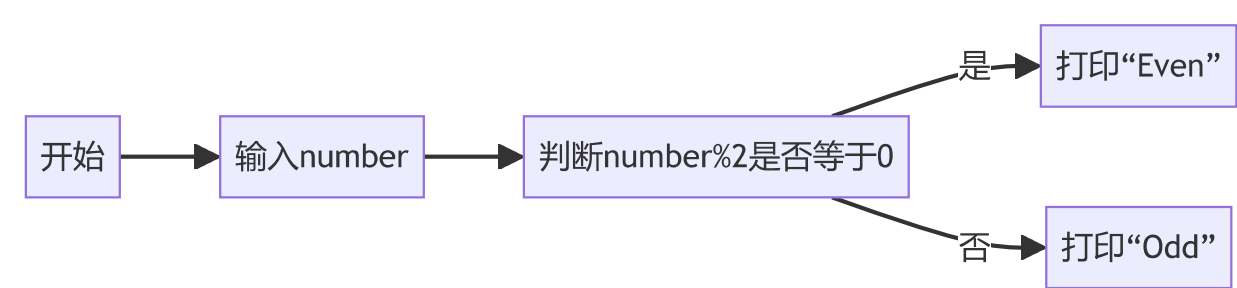 开始
输入number
判断number%2是否等于0
是
打印“Even”
否
打印“Odd”